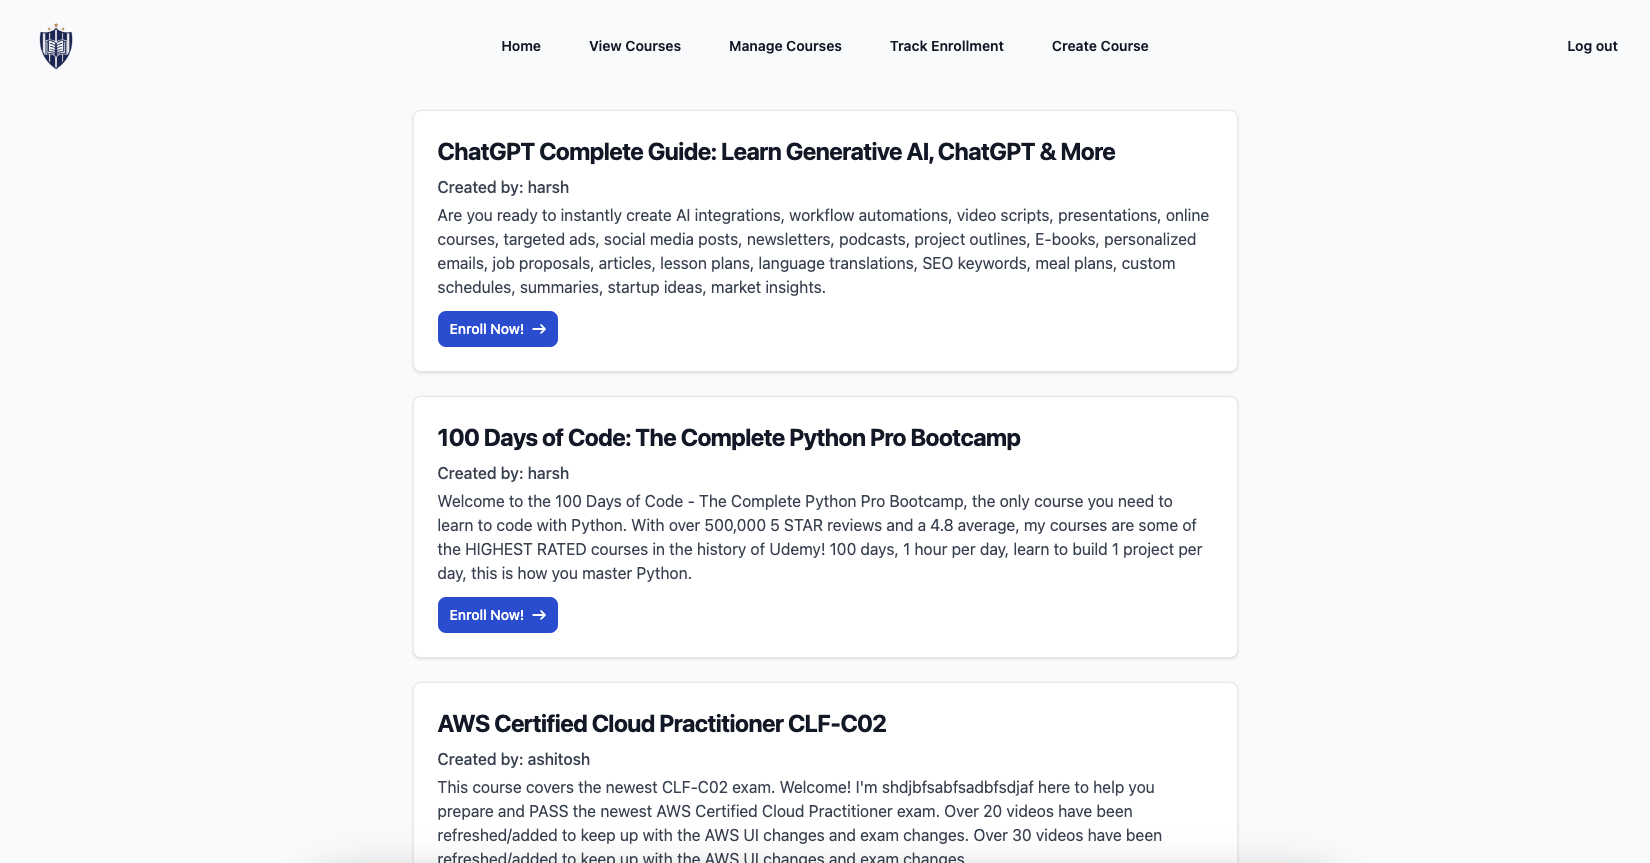 Home
View Courses
Manage Courses
Track Enrollment
Create Course
Log out
ChatGPT Complete Guide: Learn Generative AI, ChatGPT & More
Created by: harsh
Are you ready to instantly create AI integrations, workflow automations, video scripts, presentations, online
courses, targeted ads, social media posts, newsletters, podcasts, project outlines, E-books, personalized
emails, job proposals, articles, lesson plans, language translations, SEO keywords, meal plans, custom
schedules, summaries, startup ideas, market insights.
Enroll Now! →
100 Days of Code: The Complete Python Pro Bootcamp
Created by: harsh
Welcome to the 100 Days of Code - The Complete Python Pro Bootcamp, the only course you need to
learn to code with Python. With over 500,000 5 STAR reviews and a 4.8 average, my courses are some of
the HIGHEST RATED courses in the history of Udemy! 100 days, 1 hour per day, learn to build 1 project per
day, this is how you master Python.
Enroll Now! →
AWS Certified Cloud Practitioner CLF-C02
Created by: ashitosh
This course covers the newest CLF-C02 exam. Welcome! I'm shdjbfsabfsadbfsdjaf here to help you
prepare and PASS the newest AWS Certified Cloud Practitioner exam. Over 20 videos have been
refreshed/added to keep up with the AWS UI changes and exam changes. Over 30 videos have been
refreshed/added to keep up with the AWS UI changes and exam changes.